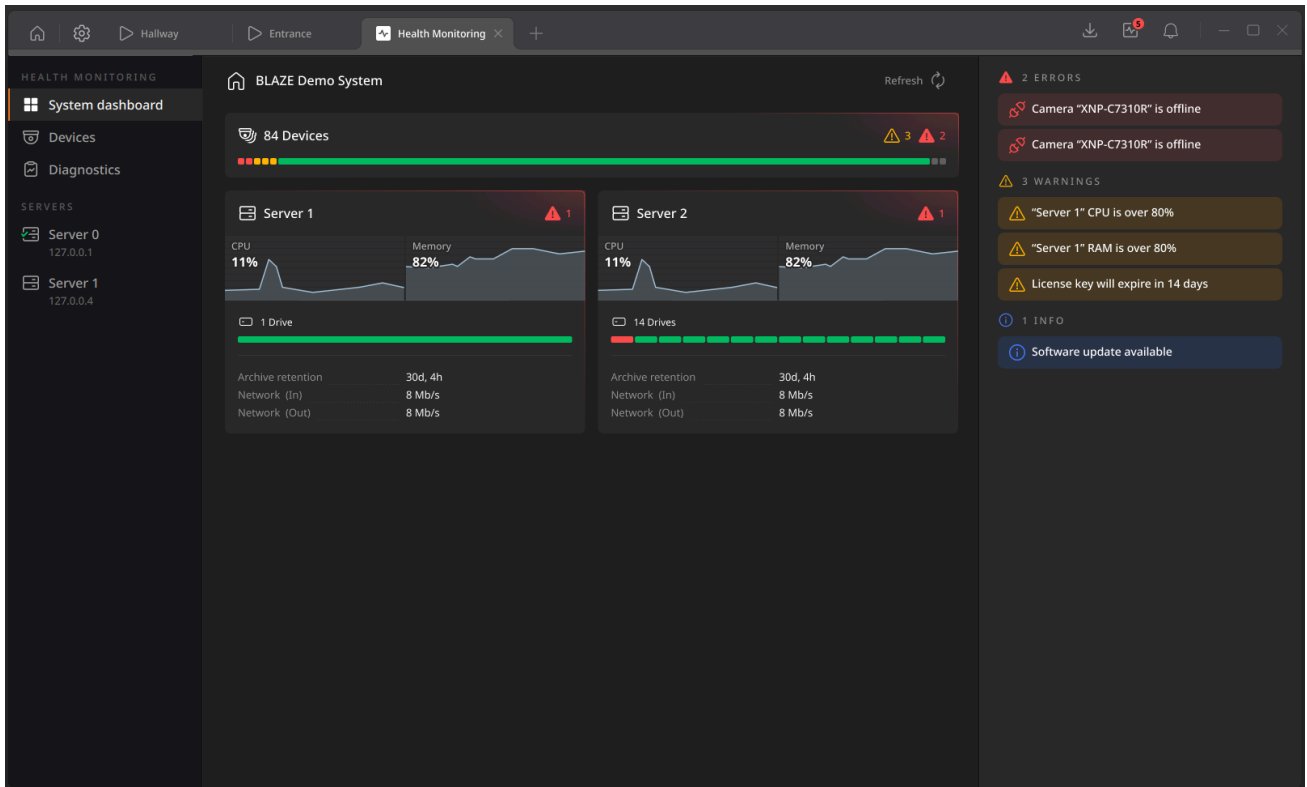 Hallway
Entrance
Health Monitoring
5
HEALTH MONITORING
System dashboard
Devices
Diagnostics
SERVERS
Server 0
127.0.0.1
Server 1
127.0.0.4
BLAZE Demo System
Refresh
84 Devices
3
2
Server 1
1
CPU
11%
Memory
82%
1 Drive
Archive retention 30d, 4h
Network (In) 8 Mb/s
Network (Out) 8 Mb/s
Server 2
1
CPU
11%
Memory
82%
14 Drives
Archive retention 30d, 4h
Network (In) 8 Mb/s
Network (Out) 8 Mb/s
2 ERRORS
Camera “XNP-C7310R” is offline
Camera “XNP-C7310R” is offline
3 WARNINGS
“Server 1” CPU is over 80%
“Server 1” RAM is over 80%
License key will expire in 14 days
1 INFO
Software update available